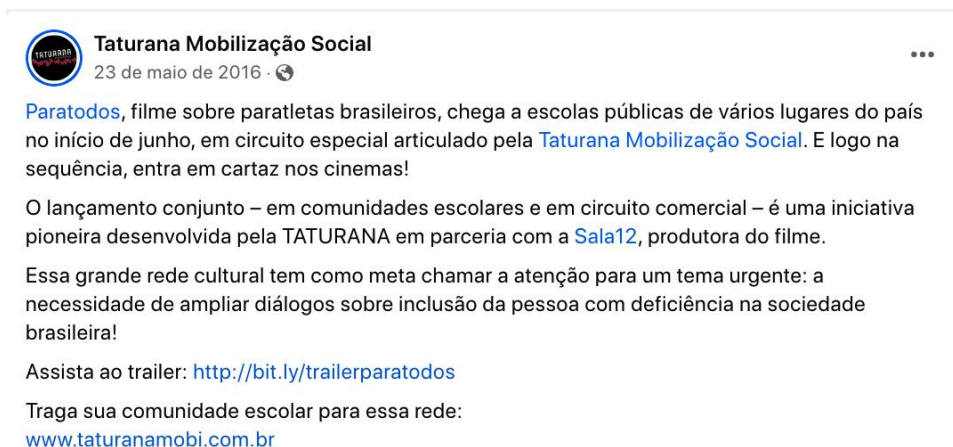 Taturana Mobilização Social
23 de maio de 2016 ·
Paratodos, filme sobre paratletas brasileiros, chega a escolas públicas de vários lugares do país
no início de junho, em circuito especial articulado pela Taturana Mobilização Social. E logo na
sequência, entra em cartaz nos cinemas!
O lançamento conjunto – em comunidades escolares e em circuito comercial – é uma iniciativa
pioneira desenvolvida pela TATURANA em parceria com a Sala12, produtora do filme.
Essa grande rede cultural tem como meta chamar a atenção para um tema urgente: a
necessidade de ampliar diálogos sobre inclusão da pessoa com deficiência na sociedade
brasileira!
Assista ao trailer: http://bit.ly/trailerparatodos
Traga sua comunidade escolar para essa rede:
www.taturanamobi.com.br